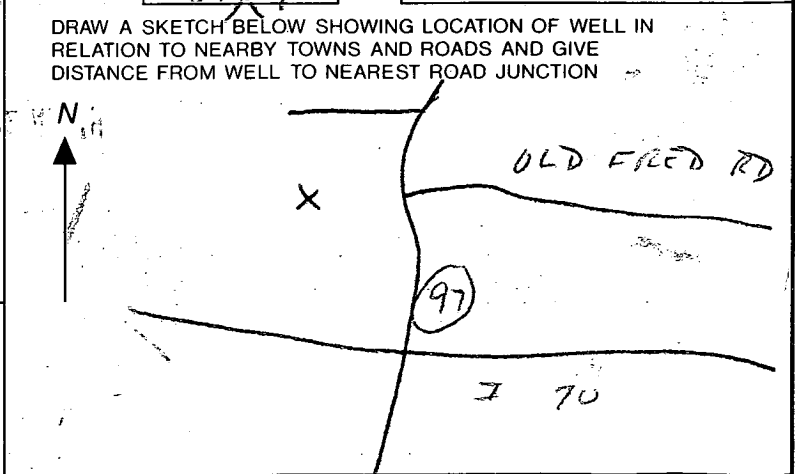 DRAW A SKETCH BELOW SHOWING LOCATION OF WELL IN
RELATION TO NEARBY TOWNS AND ROADS AND GIVE
DISTANCE FROM WELL TO NEAREST ROAD JUNCTION
N
OLD FRED RD
X
97
I 70